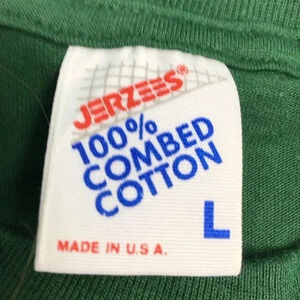 JERZEES®
100%
COMBED
COTTON
L
MADE IN U.S.A.